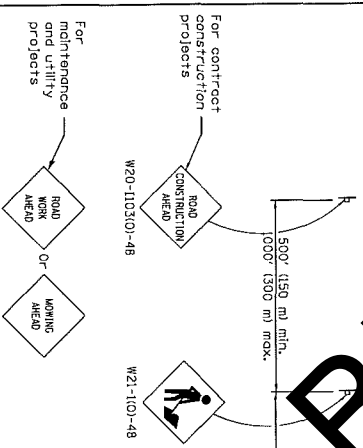 For contract
construction
projects
ROAD
CONSTRUCTION
AHEAD
W20-I103(O)-48
500' (150 m) min.
1000' (300 m) max.
W21-1(O)-48
For
maintenance
and utility
projects
ROAD
WORK
AHEAD
Or
MOWING
AHEAD